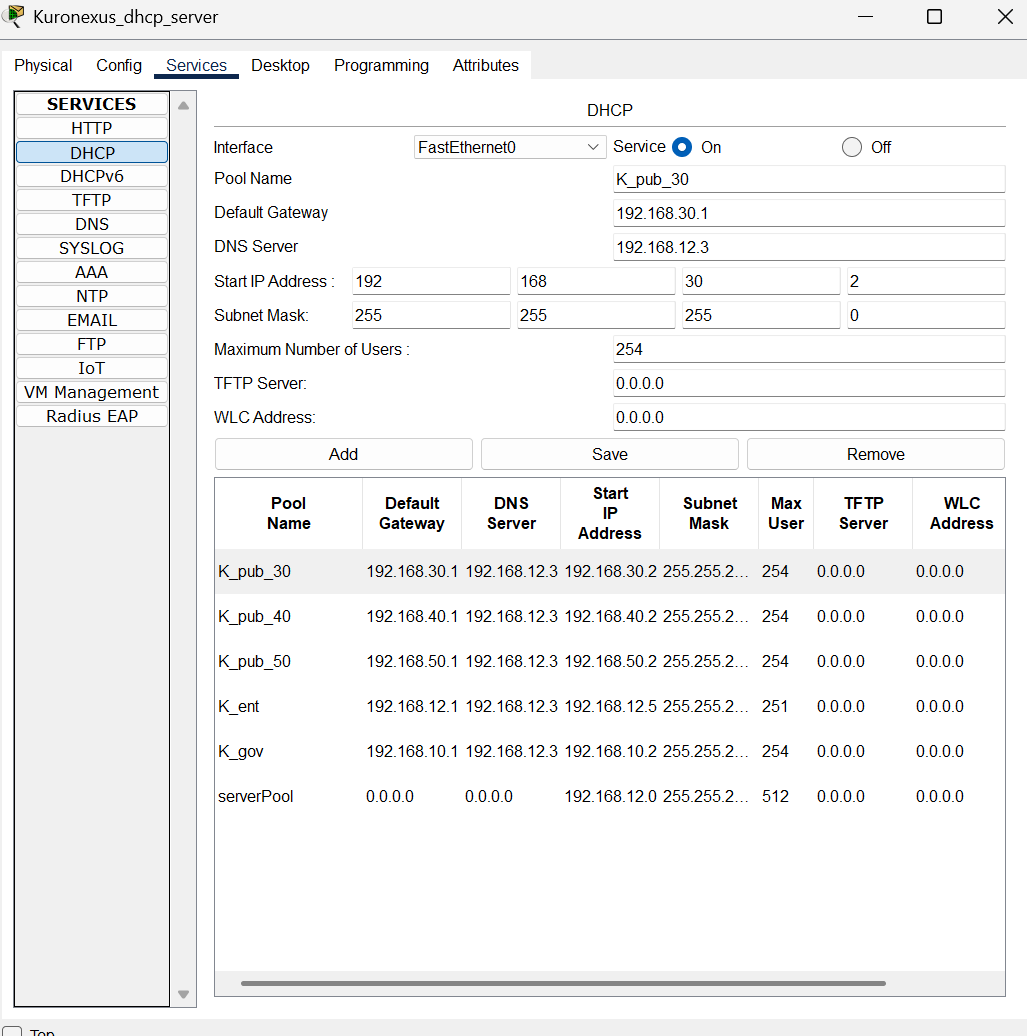 Kuronexus_dhcp_server
Physical Config Services Desktop Programming Attributes
SERVICES
HTTP
DHCP
DHCPv6
TFTP
DNS
SYSLOG
AAA
NTP
EMAIL
FTP
IoT
VM Management
Radius EAP
DHCP
Interface FastEthernet0 Service On Off
Pool Name K_pub_30
Default Gateway 192.168.30.1
DNS Server 192.168.12.3
Start IP Address : 192 168 30 2
Subnet Mask: 255 255 255 0
Maximum Number of Users : 254
TFTP Server: 0.0.0.0
WLC Address: 0.0.0.0
Add Save Remove
Pool Name Default Gateway DNS Server Start IP Address Subnet Mask Max User TFTP Server WLC Address
K_pub_30 192.168.30.1 192.168.12.3 192.168.30.2 255.255.2... 254 0.0.0.0 0.0.0.0
K_pub_40 192.168.40.1 192.168.12.3 192.168.40.2 255.255.2... 254 0.0.0.0 0.0.0.0
K_pub_50 192.168.50.1 192.168.12.3 192.168.50.2 255.255.2... 254 0.0.0.0 0.0.0.0
K_ent 192.168.12.1 192.168.12.3 192.168.12.5 255.255.2... 251 0.0.0.0 0.0.0.0
K_gov 192.168.10.1 192.168.12.3 192.168.10.2 255.255.2... 254 0.0.0.0 0.0.0.0
serverPool 0.0.0.0 0.0.0.0 192.168.12.0 255.255.2... 512 0.0.0.0 0.0.0.0
Top